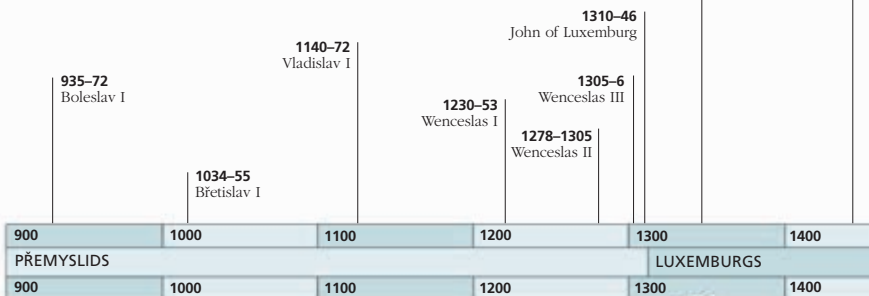 1310–46
John of Luxemburg
1140–72
Vladislav I
935–72
Boleslav I
1305–6
Wenceslas III
1230–53
Wenceslas I
1278–1305
Wenceslas II
1034–55
Břetislav I
900 1000 1100 1200 1300 1400
PŘEMYSLIDS LUXEMBURGS
900 1000 1100 1200 1300 1400